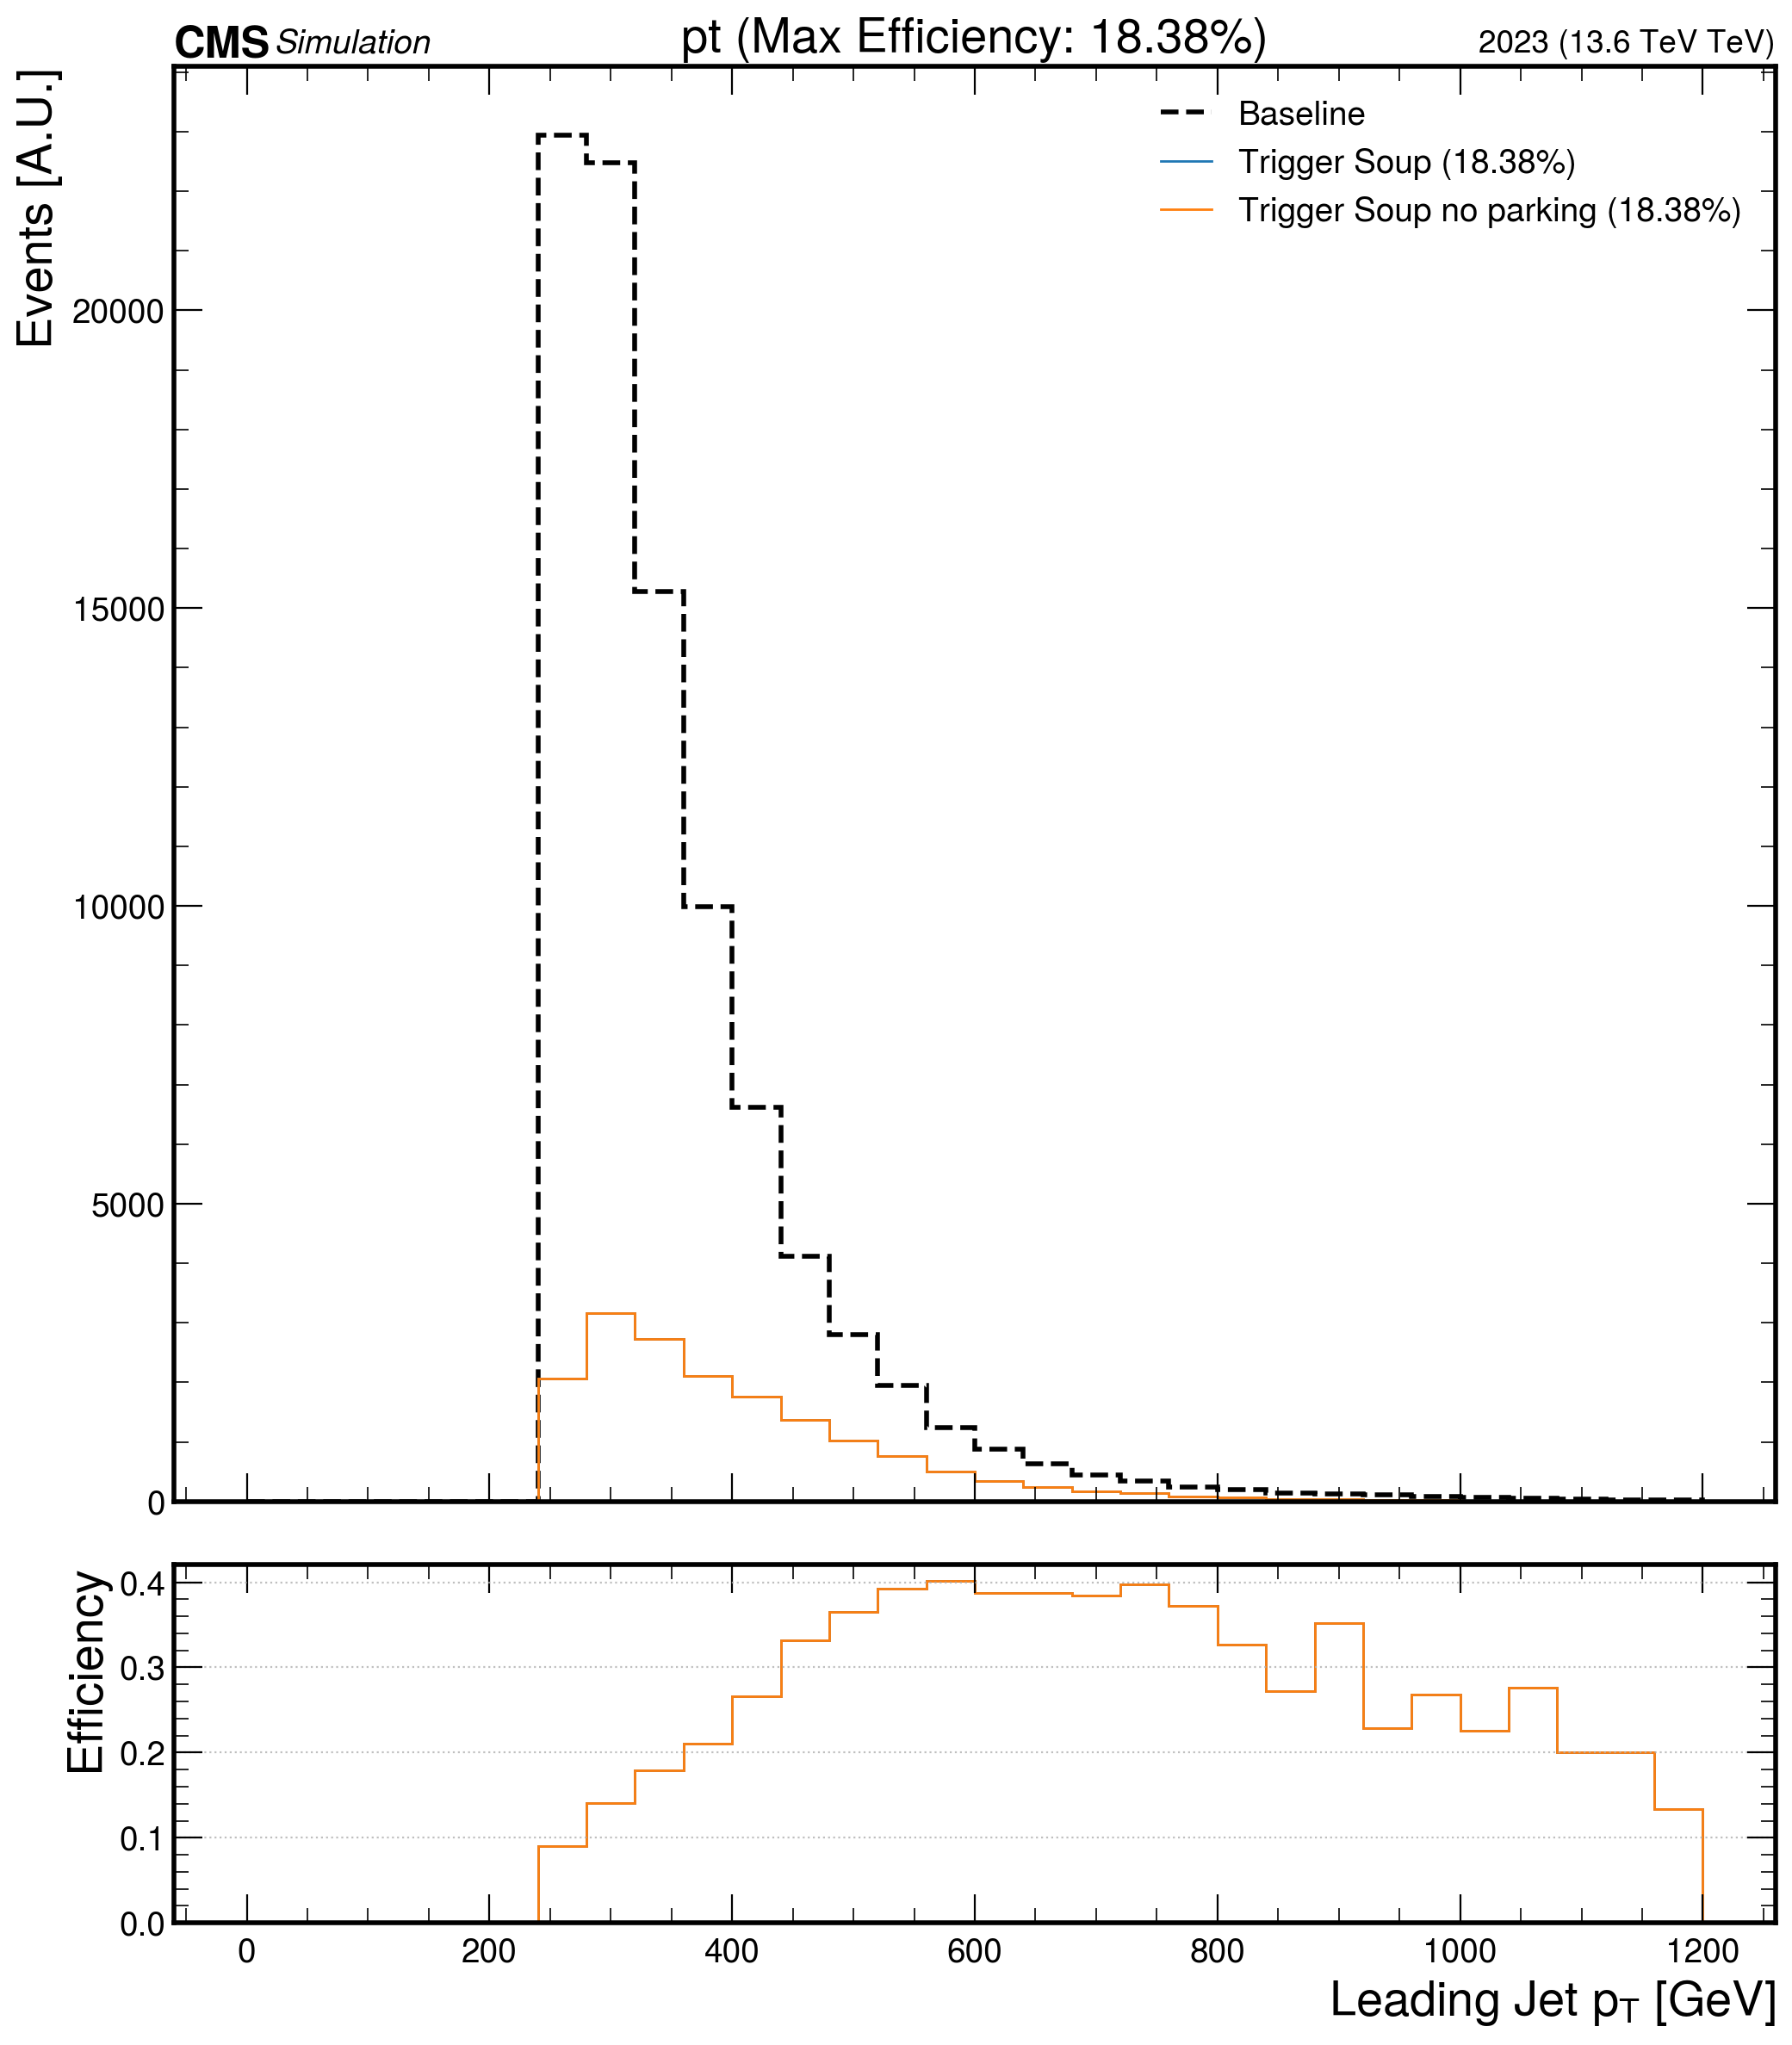 CMS Simulation pt (Max Efficiency: 18.38%) 2023 (13.6 TeV TeV)
Events [A.U.]
Baseline
Trigger Soup (18.38%)
Trigger Soup no parking (18.38%)
20000
15000
10000
5000
0
Efficiency
0.4
0.3
0.2
0.1
0.0
0 200 400 600 800 1000 1200
Leading Jet pT [GeV]